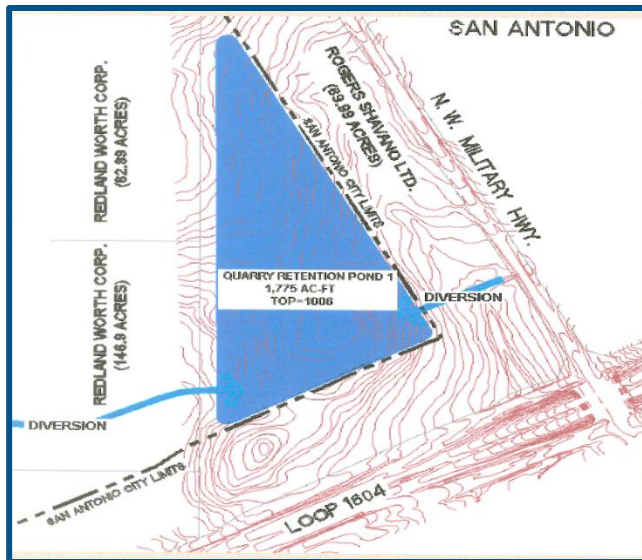 SAN ANTONIO
REDLAND WORTH CORP.
(62.89 ACRES)
ROGERS SHAVANO LTD.
(69.99 ACRES)
N. W. MILITARY HWY.
SAN ANTONIO CITY LIMITS
QUARRY RETENTION POND 1
1,775 AC-FT
TOP=1006
DIVERSION
REDLAND WORTH CORP.
(146.9 ACRES)
DIVERSION
SAN ANTONIO CITY LIMITS
LOOP 1604